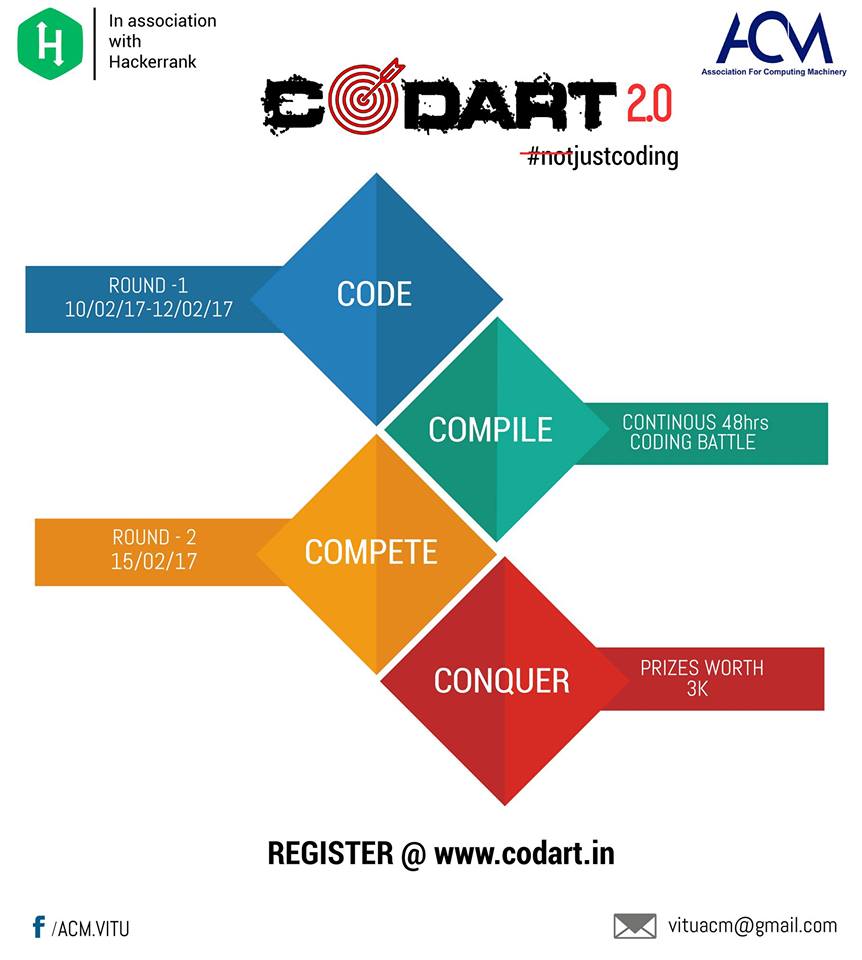 In association
with
Hackerrank
ACM
Association For Computing Machinery
CODART 2.0
#notjustcoding
CODE
ROUND -1
10/02/17-12/02/17
COMPILE
CONTINOUS 48hrs
CODING BATTLE
COMPETE
ROUND - 2
15/02/17
CONQUER
PRIZES WORTH
3K
REGISTER @ www.codart.in
f /ACM.VITU
vituacm@gmail.com